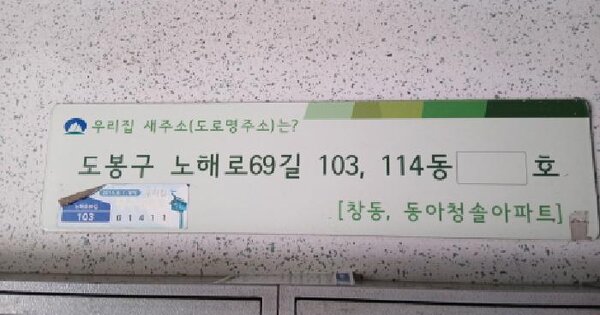 우리집 새주소(도로명주소)는?
도봉구 노해로69길 103, 114동 호
103 01411
[창동, 동아청솔아파트]